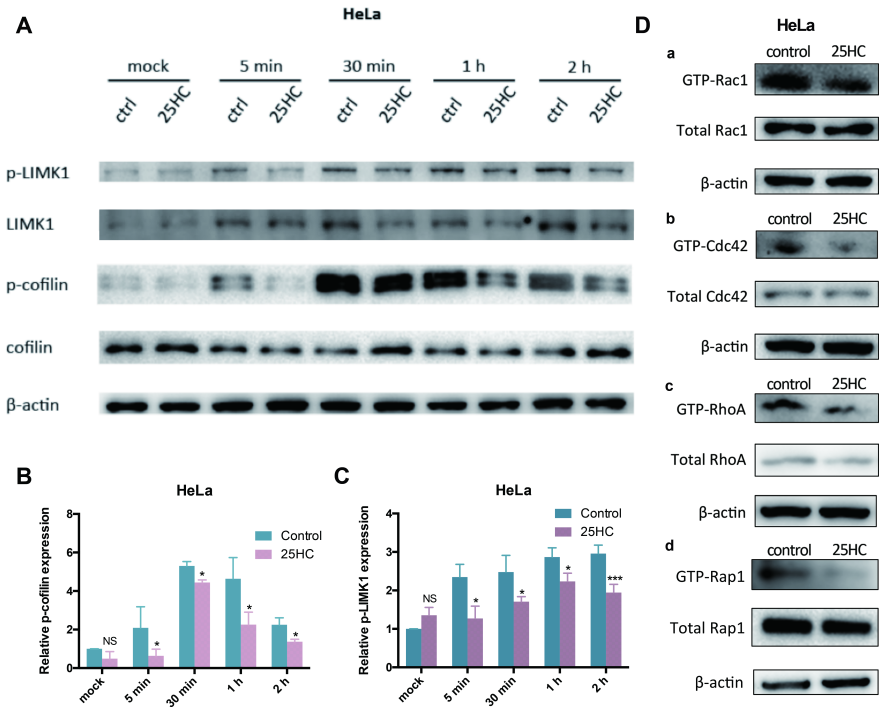 A
HeLa
mock 5 min 30 min 1 h 2 h
ctrl 25HC ctrl 25HC ctrl 25HC ctrl 25HC ctrl 25HC
p-LIMK1
LIMK1
p-cofilin
cofilin
β-actin
B
HeLa
Relative p-cofilin expression
8
6
4
2
0
Control
25HC
NS * * * *
mock 5 min 30 min 1 h 2 h
C
HeLa
Relative p-LIMK1 expression
4
3
2
1
0
Control
25HC
NS * * * ***
mock 5 min 30 min 1 h 2 h
D
HeLa
a
control 25HC
GTP-Rac1
Total Rac1
β-actin
b
control 25HC
GTP-Cdc42
Total Cdc42
β-actin
c
control 25HC
GTP-RhoA
Total RhoA
β-actin
d
control 25HC
GTP-Rap1
Total Rap1
β-actin